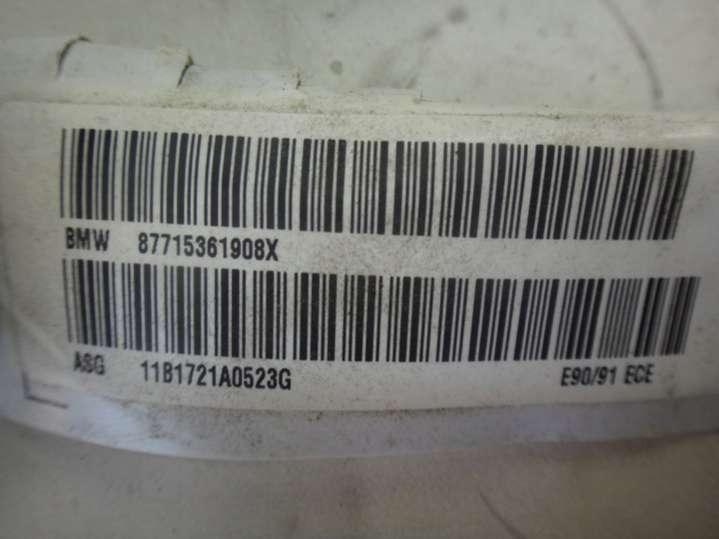 BMW 87715361908X
ASG 11B1721A0523G E90/91 ECE